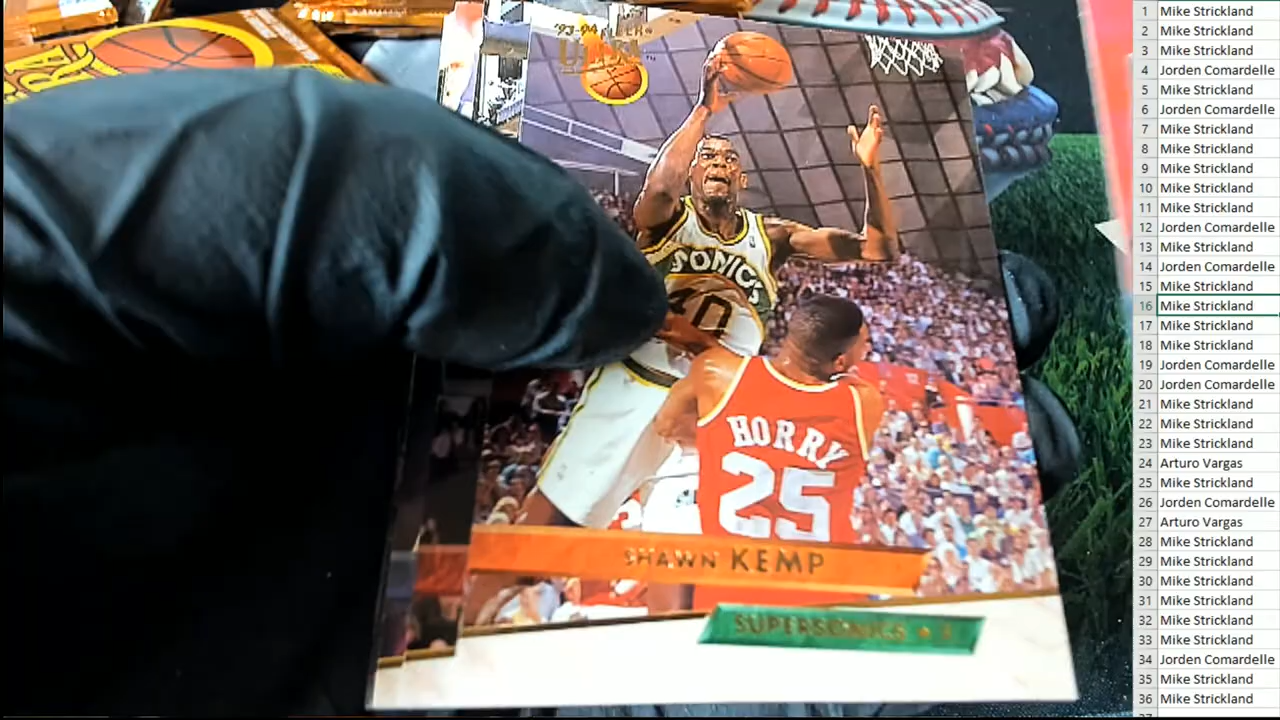 '93-94 FLEER
ULTRA
SONICS
40
HORRY
25
SHAWN KEMP
SUPERSONICS
1 Mike Strickland
2 Mike Strickland
3 Mike Strickland
4 Jorden Comardelle
5 Mike Strickland
6 Jorden Comardelle
7 Mike Strickland
8 Mike Strickland
9 Mike Strickland
10 Mike Strickland
11 Mike Strickland
12 Jorden Comardelle
13 Mike Strickland
14 Jorden Comardelle
15 Mike Strickland
16 Mike Strickland
17 Mike Strickland
18 Mike Strickland
19 Jorden Comardelle
20 Jorden Comardelle
21 Mike Strickland
22 Mike Strickland
23 Mike Strickland
24 Arturo Vargas
25 Mike Strickland
26 Jorden Comardelle
27 Arturo Vargas
28 Mike Strickland
29 Mike Strickland
30 Mike Strickland
31 Mike Strickland
32 Mike Strickland
33 Mike Strickland
34 Jorden Comardelle
35 Mike Strickland
36 Mike Strickland